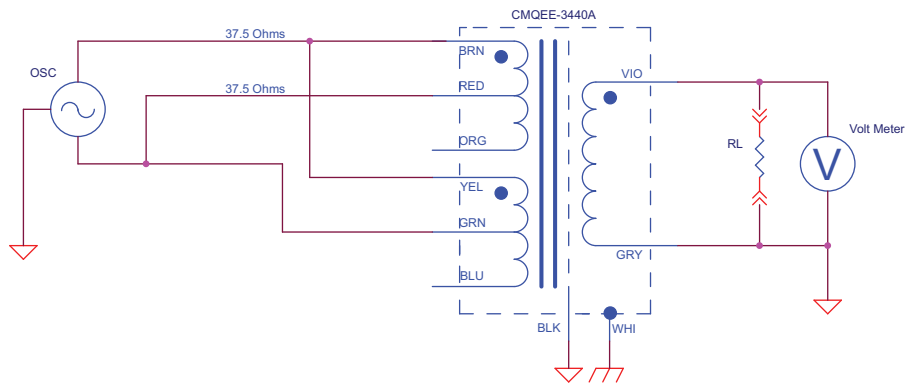 CMQEE-3440A
37.5 Ohms
BRN
OSC
RED
VIO
37.5 Ohms
Volt Meter
ORG
RL
V
YEL
GRN
GRY
BLU
BLK
WHI